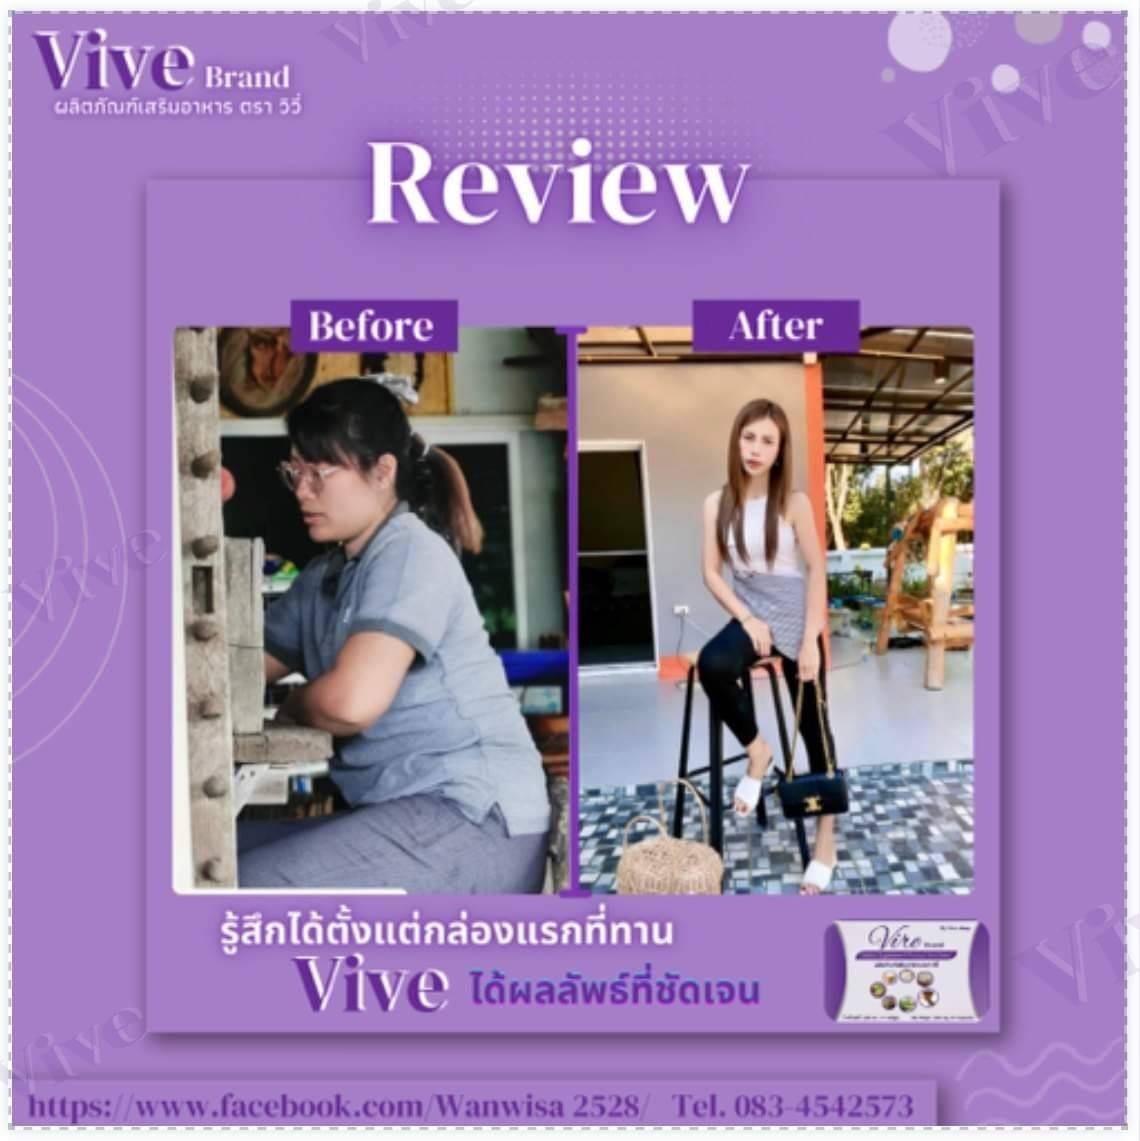 Vive Brand
ผลิตภัณฑ์เสริมอาหาร ตรา วีวี่
Review
Before
After
รู้สึกได้ตั้งแต่กล่องแรกที่ทาน
Vive ได้ผลลัพธ์ที่ชัดเจน
https://www.facebook.com/Wanwisa 2528/ Tel. 083-4542573